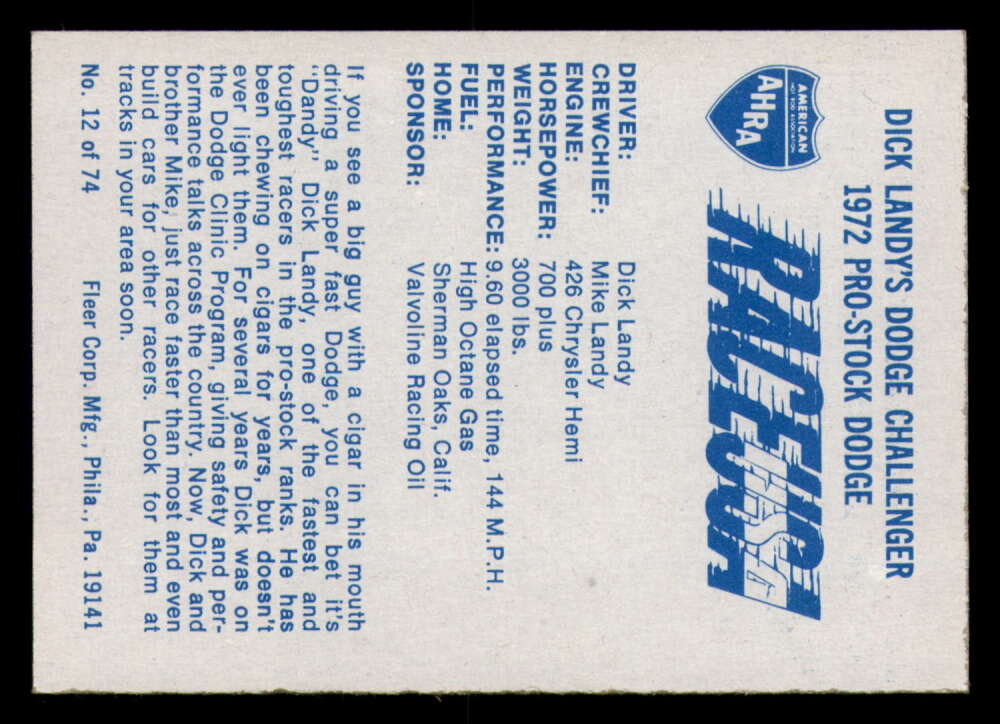 DICK LANDY'S DODGE CHALLENGER
1972 PRO-STOCK DODGE
AMERICAN
HOT ROD ASSOCIATION
AHRA
RACEWAY
USA
DRIVER: Dick Landy
CREWCHIEF: Mike Landy
ENGINE: 426 Chrysler Hemi
HORSEPOWER: 700 plus
WEIGHT: 3000 lbs.
PERFORMANCE: 9.60 elapsed time, 144 M.P.H.
FUEL: High Octane Gas
HOME: Sherman Oaks, Calif.
SPONSOR: Valvoline Racing Oil
If you see a big guy with a cigar in his mouth
driving a super fast Dodge, you can bet it's
"Dandy" Dick Landy, one of the fastest and
toughest racers in the pro-stock ranks. He has
been chewing on cigars for years, but doesn't
ever light them. For several years Dick was on
the Dodge Clinic Program, giving safety and per-
formance talks across the country. Now, Dick and
brother Mike, just race faster than most and even
build cars for other racers. Look for them at
tracks in your area soon.
No. 12 of 74 Fleer Corp. Mfg., Phila., Pa. 19141